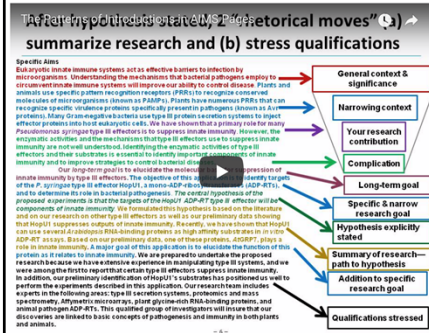 The Patterns of Introductions in AIMS Pages
After hypothesis stated, 2 "rhetorical moves" (a)
summarize research and (b) stress qualifications
Specific Aims
Eukaryotic innate immune systems act as effective barriers to infection by
microorganisms. Understanding the mechanisms that bacterial pathogens employ to
circumvent innate immune systems will improve our ability to control disease. Plants and
animals use specific pattern recognition receptors (PRRs) to recognize conserved
molecules of microorganisms (known as PAMPs). Plants have numerous PRRs that can
recognize specific virulence proteins specifically present in pathogens (known as Avr
proteins). Many Gram-negative bacteria use type III protein secretion systems to inject
effector proteins into host eukaryotic cells. We have shown that a primary role for many
Pseudomonas syringae type III effectors is to suppress innate immunity. However, the
enzymatic activities and the mechanisms that type III effectors use to suppress innate
immunity are not well understood. Identifying the enzymatic activities of type III
effectors and their substrates is essential to identify important components of innate
immunity and to improve strategies to control bacterial
Our long-term goal is to elucidate the suppression of
innate immunity by type III effectors. The objective of this application is to identify targets
of the P. syringae type III effector HopU1, a mono-ADP-ribosyltransferase (ADP-RTs),
and to determine its role in bacterial pathogenesis. The central hypothesis of the
proposed experiments is that the targets of the HopU1 ADP-RT type III effector will be
components of innate immunity. We formulated this hypothesis based on the literature
and on our research on other type III effectors as well as our preliminary data showing
that HopU1 suppresses outputs of innate immunity. Recently, we have shown that HopU1
can use several Arabidopsis RNA-binding proteins as high affinity substrates in in vitro
ADP-RT assays. Based on our preliminary data, one of these proteins, AtGRP7, plays a
role in innate immunity. A major goal of this application is to elucidate the function of this
protein as it relates to innate immunity. We are prepared to undertake the proposed
research because we have extensive experience in manipulating type III systems, and we
were among the first to report that certain type III effectors suppress innate immunity.
In addition, our preliminary identification of HopU1's substrates has positioned us well to
perform the experiments described in this application. Our research team includes
experts in the following areas: type III secretion systems, proteomics and mass
spectrometry, Affymetrix microarrays, plant glycine-rich RNA-binding proteins, and
animal pathogen ADP-RTs. This qualified group of investigators will insure that our
discoveries are linked to basic concepts of pathogenesis and immunity in both plants
and animals.
General context &
significance
Narrowing context
Your research
contribution
Complication
Long-term goal
Specific & narrow
research goal
Hypothesis explicitly
stated
Summary of research—
path to hypothesis
Addition to specific
research goal
Qualifications stressed